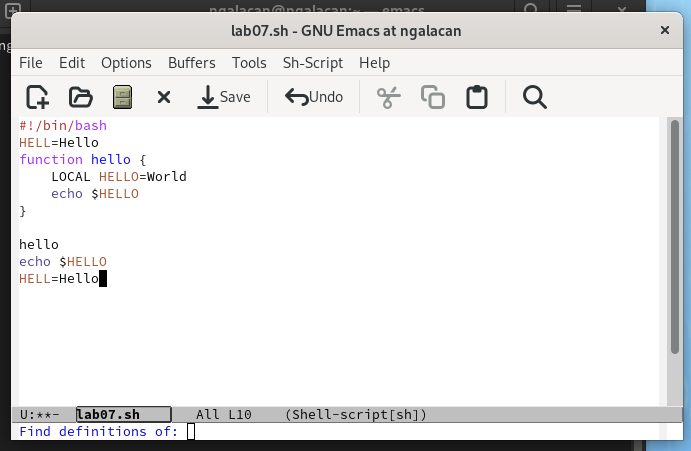 ngalacan@ngalacan:~ — emacs
ng
lab07.sh - GNU Emacs at ngalacan
File Edit Options Buffers Tools Sh-Script Help
Save Undo
#!/bin/bash
HELL=Hello
function hello {
    LOCAL HELLO=World
    echo $HELLO
}
hello
echo $HELLO
HELL=Hello
U:**- lab07.sh All L10 (Shell-script[sh])
Find definitions of: